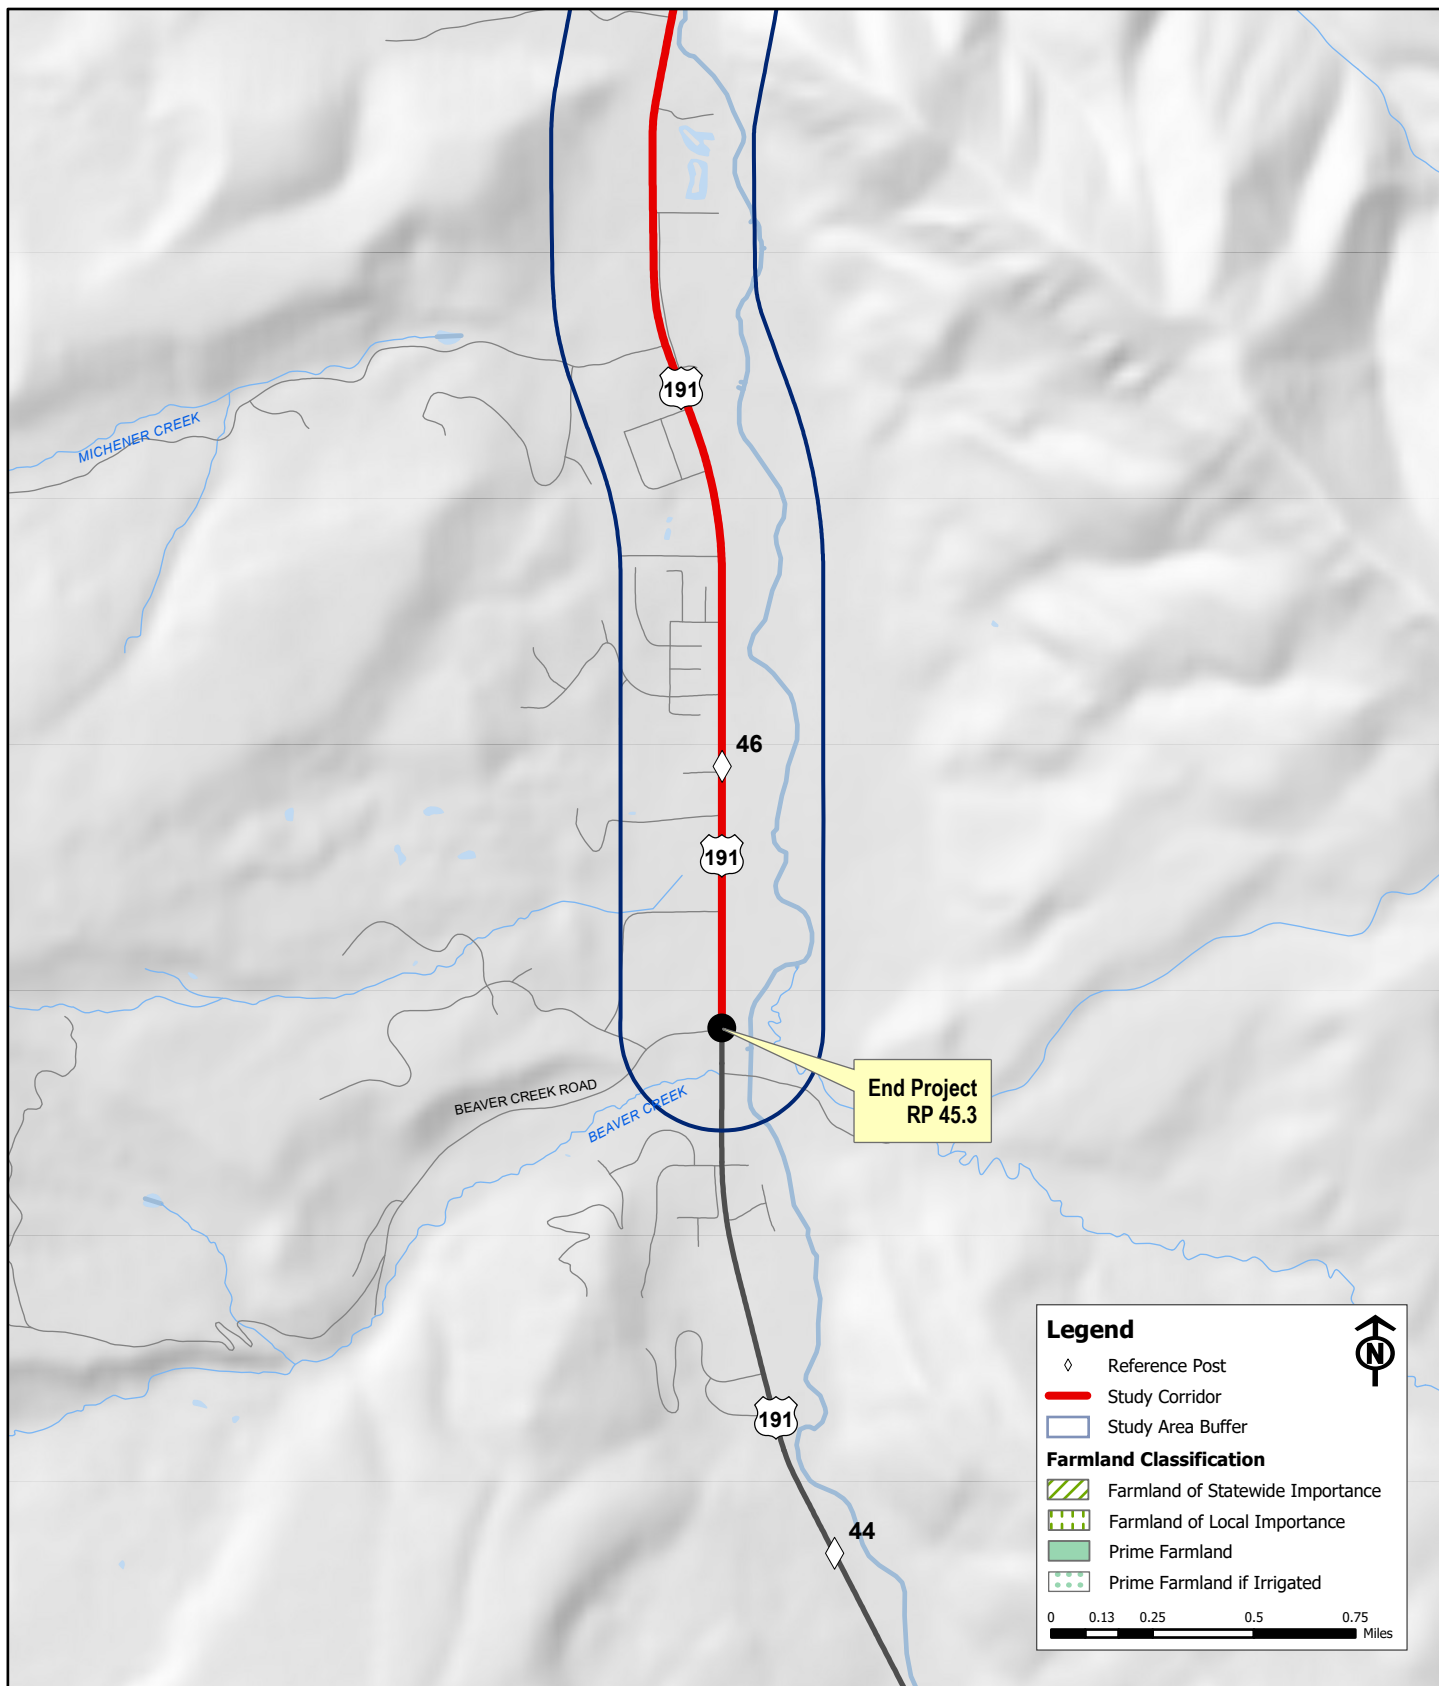 191
MICHENER CREEK
46
191
End Project
RP 45.3
BEAVER CREEK ROAD
BEAVER CREEK
191
44
Legend
N
Reference Post
Study Corridor
Study Area Buffer
Farmland Classification
Farmland of Statewide Importance
Farmland of Local Importance
Prime Farmland
Prime Farmland if Irrigated
0 0.13 0.25 0.5 0.75
Miles